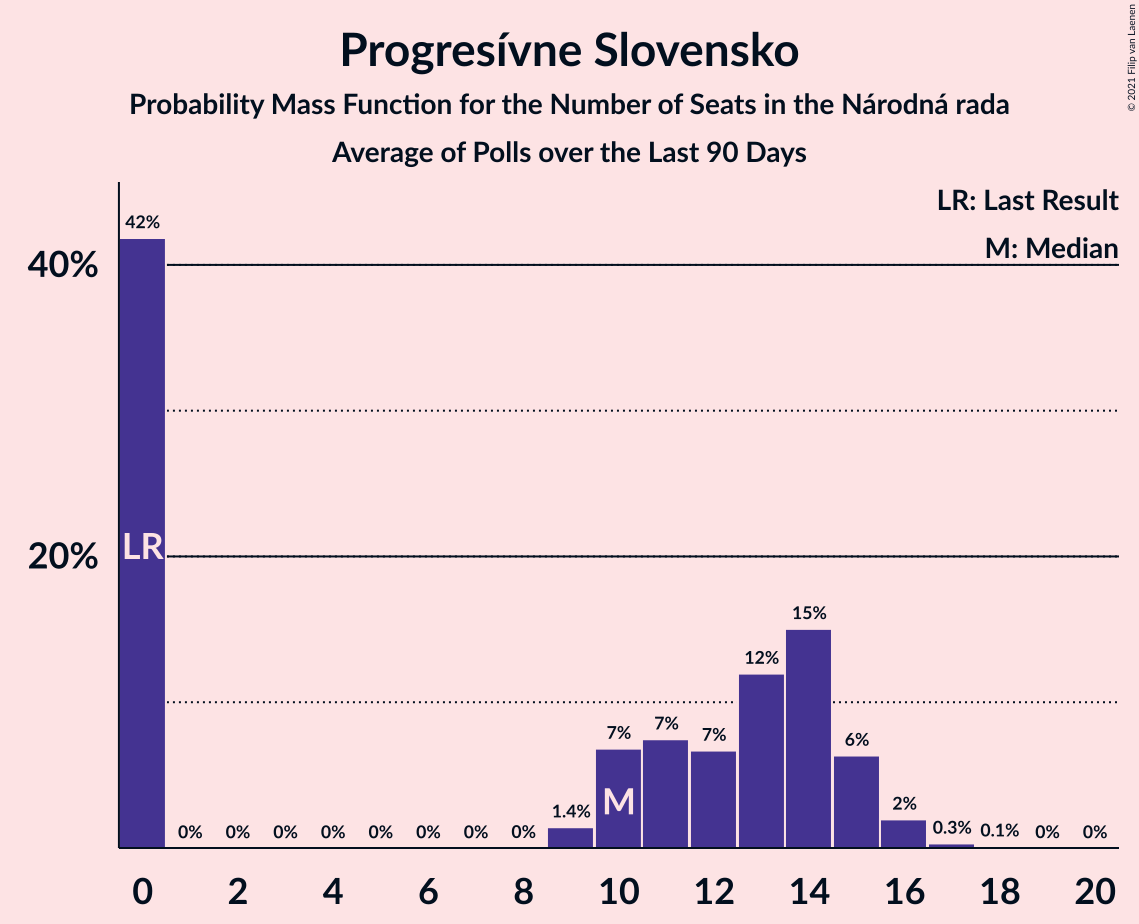 © 2021 Filip van Laenen
Progresívne Slovensko
Probability Mass Function for the Number of Seats in the Národná rada
Average of Polls over the Last 90 Days
LR: Last Result
M: Median
40%
20%
42% 0% 0% 0% 0% 0% 0% 0% 0% 1.4% 7% 7% 7% 12% 15% 6% 2% 0.3% 0.1% 0% 0%
LR
M
0 2 4 6 8 10 12 14 16 18 20